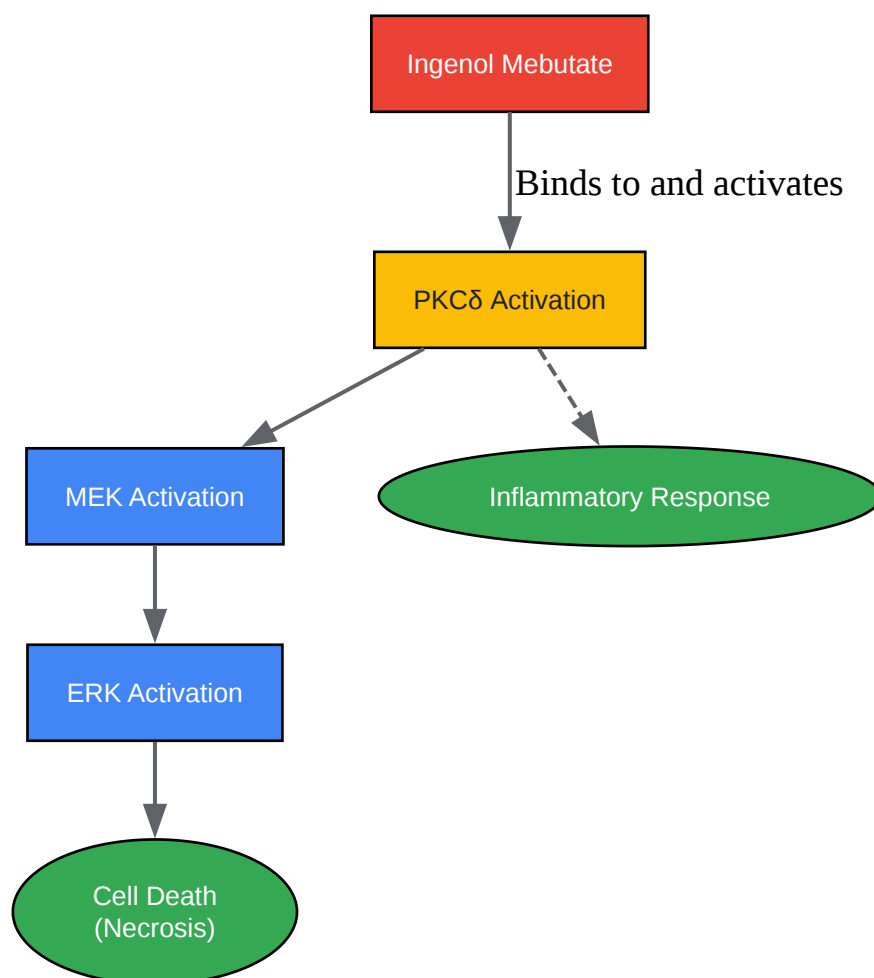 Ingenol Mebutate
Binds to and activates
PKCδ Activation
MEK Activation
Inflammatory Response
ERK Activation
Cell Death
(Necrosis)